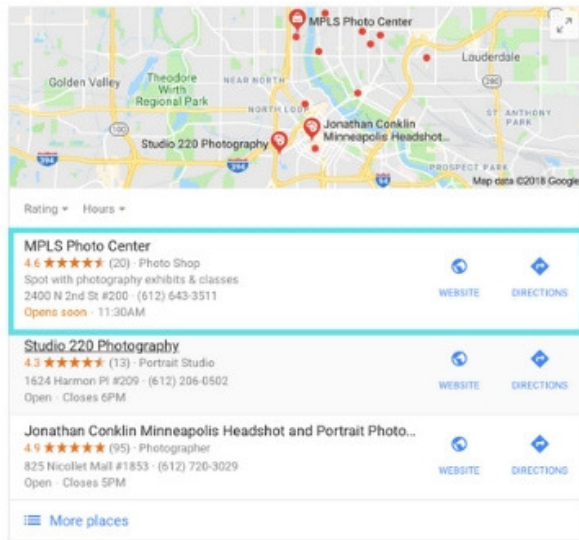 MPLS Photo Center
Lauderdale
Golden Valley
Theodore
Wirth
Regional Park
NEAR NORTH
280
NORTH LOOP
ST. ANTHONY
PARK
100
Jonathan Conklin
Minneapolis Headshot...
Studio 220 Photography
394
PROSPECT PARK
394
94
Map data ©2018 Google
Rating Hours
MPLS Photo Center
4.6 ★★★★★ (20) · Photo Shop
Spot with photography exhibits & classes
2400 N 2nd St #200 · (612) 643-3511
Opens soon · 11:30AM
WEBSITE DIRECTIONS
Studio 220 Photography
4.3 ★★★★★ (13) · Portrait Studio
1624 Harmon Pl #209 · (612) 206-0502
Open · Closes 6PM
WEBSITE DIRECTIONS
Jonathan Conklin Minneapolis Headshot and Portrait Photo...
4.9 ★★★★★ (95) · Photographer
825 Nicollet Mall #1853 · (612) 720-3029
Open · Closes 5PM
WEBSITE DIRECTIONS
More places